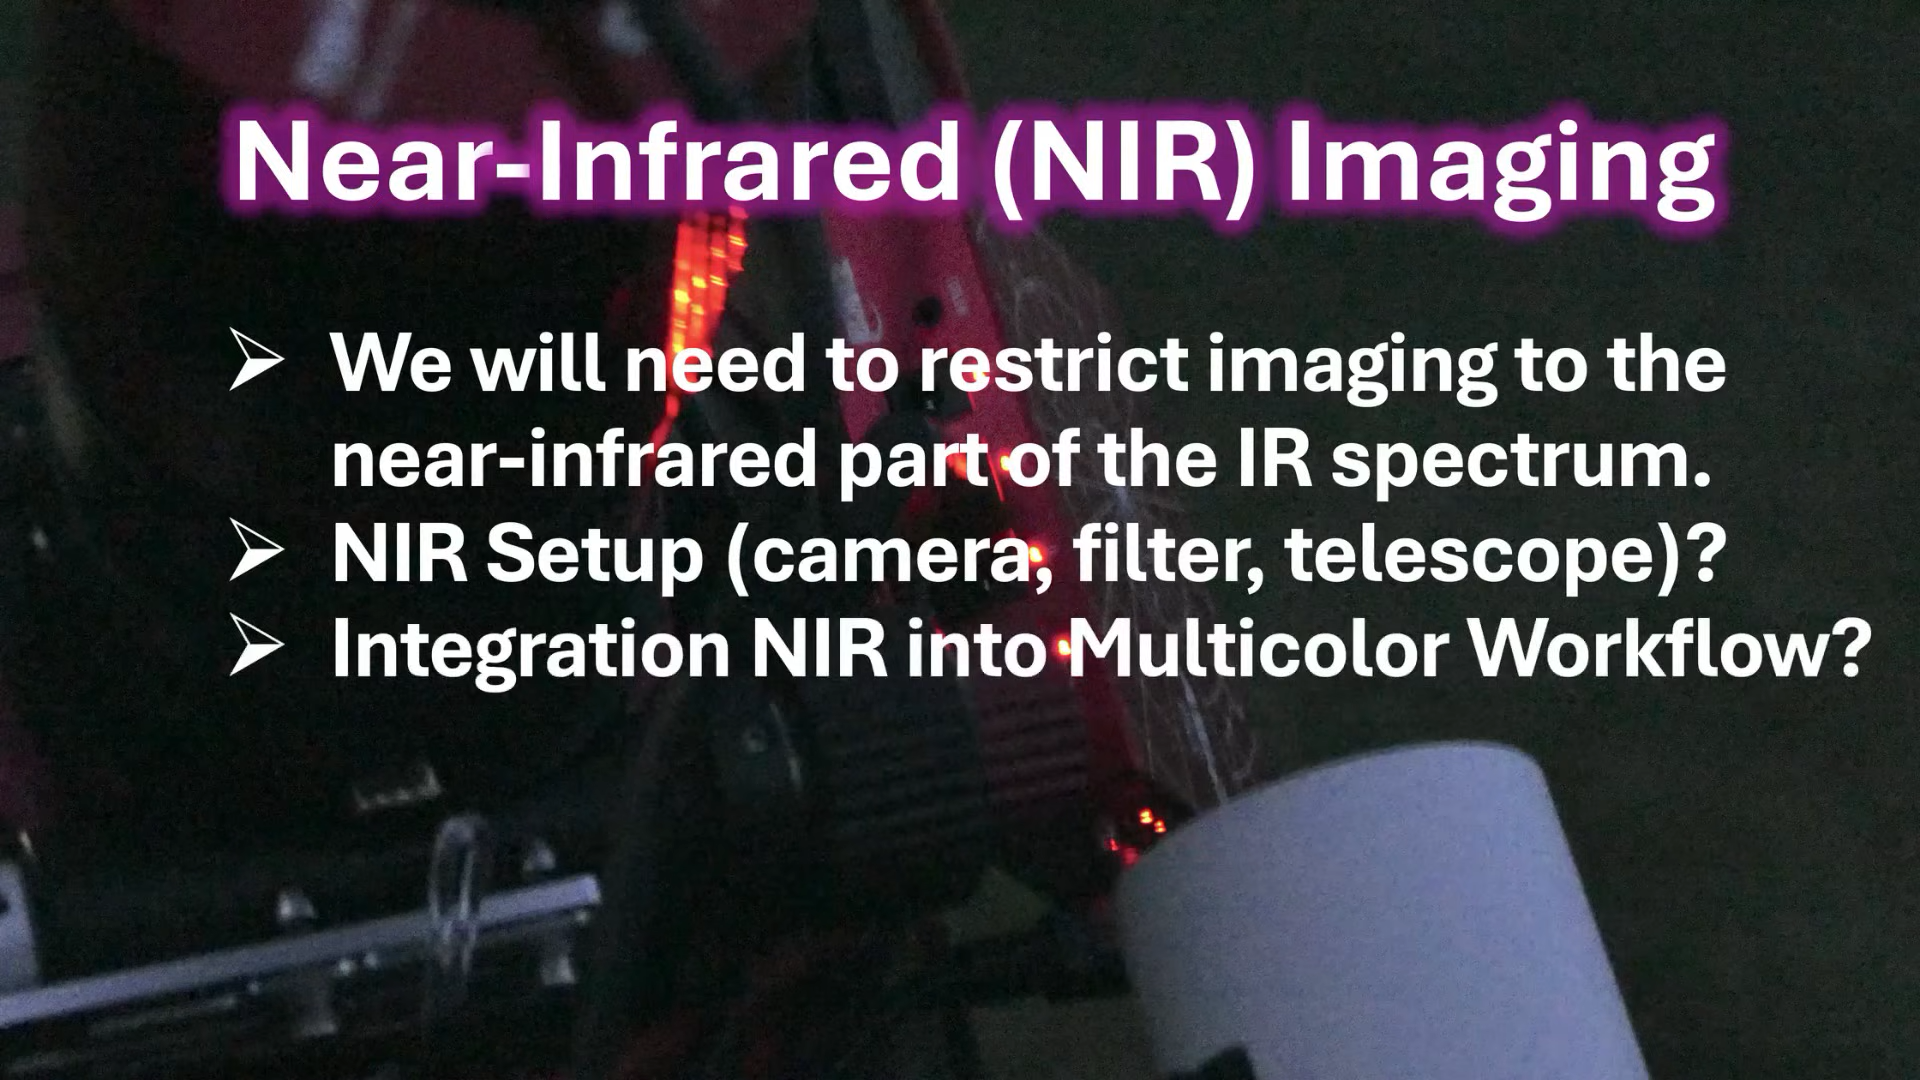 Near-Infrared (NIR) Imaging
➢ We will need to restrict imaging to the
near-infrared part of the IR spectrum.
➢ NIR Setup (camera, filter, telescope)?
➢ Integration NIR into Multicolor Workflow?